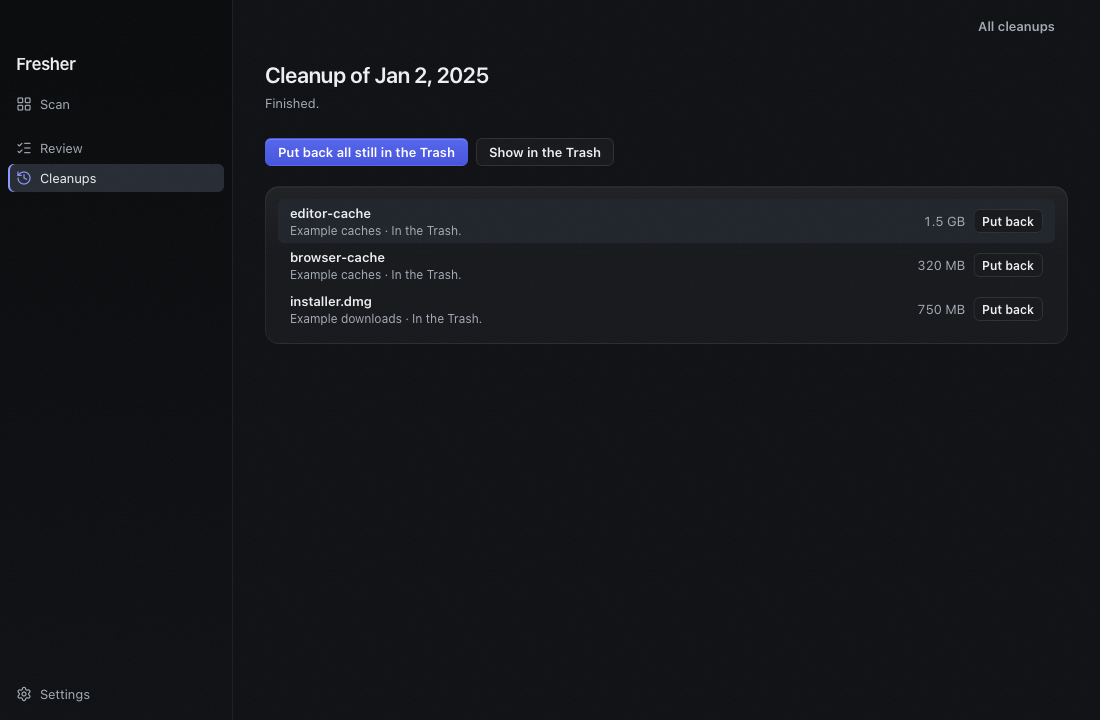 All cleanups
Fresher
Scan
Review
Cleanups
Settings
Cleanup of Jan 2, 2025
Finished.
Put back all still in the Trash
Show in the Trash
editor-cache
Example caches · In the Trash.
1.5 GB
Put back
browser-cache
Example caches · In the Trash.
320 MB
Put back
installer.dmg
Example downloads · In the Trash.
750 MB
Put back